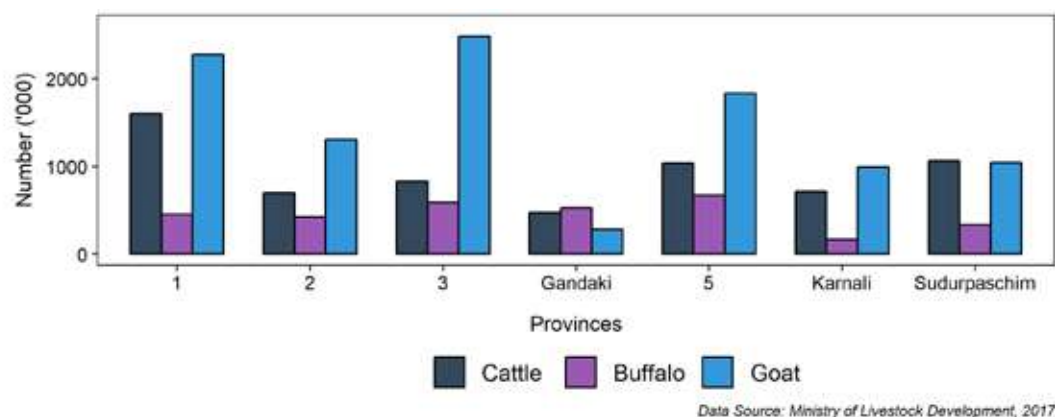 Number ('000)
2000
1000
0
1 2 3 Gandaki 5 Karnali Sudurpaschim
Provinces
Cattle Buffalo Goat
Data Source: Ministry of Livestock Development, 2017